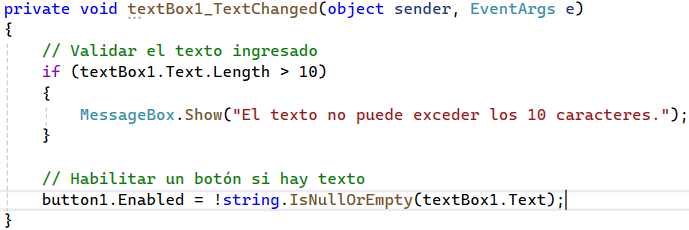 private void textBox1_TextChanged(object sender, EventArgs e)
{
// Validar el texto ingresado
if (textBox1.Text.Length > 10)
{
MessageBox.Show("El texto no puede exceder los 10 caracteres.");
}
// Habilitar un botón si hay texto
button1.Enabled = !string.IsNullOrEmpty(textBox1.Text);
}